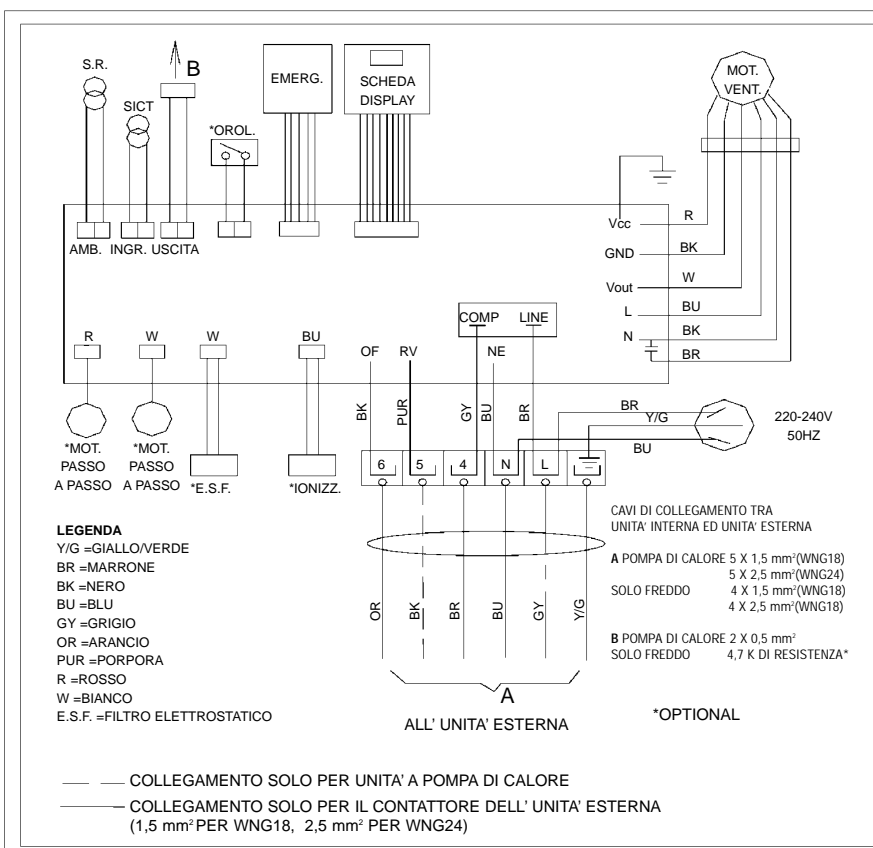 S.R.
B
SICT
*OROL.
EMERG.
SCHEDA
DISPLAY
MOT.
VENT.
AMB.
INGR.
USCITA
Vcc
R
GND
BK
Vout
W
L
BU
N
BK
BR
COMP
LINE
R
W
W
BU
OF
RV
NE
BK
PUR
GY
BU
BR
BR
Y/G
BU
220-240V
50HZ
*MOT.
PASSO
A PASSO
*MOT.
PASSO
A PASSO
*E.S.F.
*IONIZZ.
6
5
4
N
L
LEGENDA
Y/G =GIALLO/VERDE
BR =MARRONE
BK =NERO
BU =BLU
GY =GRIGIO
OR =ARANCIO
PUR =PORPORA
R =ROSSO
W =BIANCO
E.S.F. =FILTRO ELETTROSTATICO
OR
BK
BR
BU
GY
Y/G
A
ALL' UNITA' ESTERNA
CAVI DI COLLEGAMENTO TRA
UNITA' INTERNA ED UNITA' ESTERNA
A POMPA DI CALORE 5 X 1,5 mm²(WNG18)
5 X 2,5 mm²(WNG24)
SOLO FREDDO 4 X 1,5 mm²(WNG18)
4 X 2,5 mm²(WNG18)
B POMPA DI CALORE 2 X 0,5 mm²
SOLO FREDDO 4,7 K DI RESISTENZA*
*OPTIONAL
COLLEGAMENTO SOLO PER UNITA' A POMPA DI CALORE
COLLEGAMENTO SOLO PER IL CONTATTORE DELL' UNITA' ESTERNA
(1,5 mm² PER WNG18, 2,5 mm² PER WNG24)